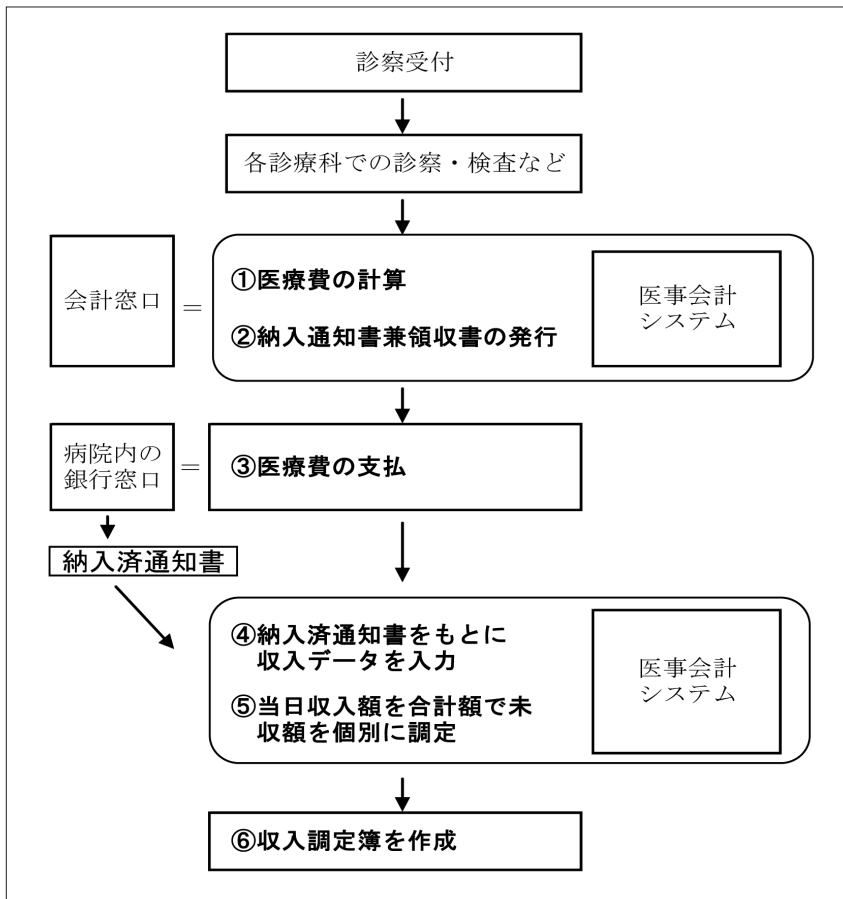 診察受付
各診療科での診察・検査など
会計窓口
＝
①医療費の計算
②納入通知書兼領収書の発行
医事会計
システム
病院内の
銀行窓口
＝
③医療費の支払
納入済通知書
④納入済通知書をもとに
収入データを入力
⑤当日収入額を合計額で未
収額を個別に調定
医事会計
システム
⑥収入調定簿を作成